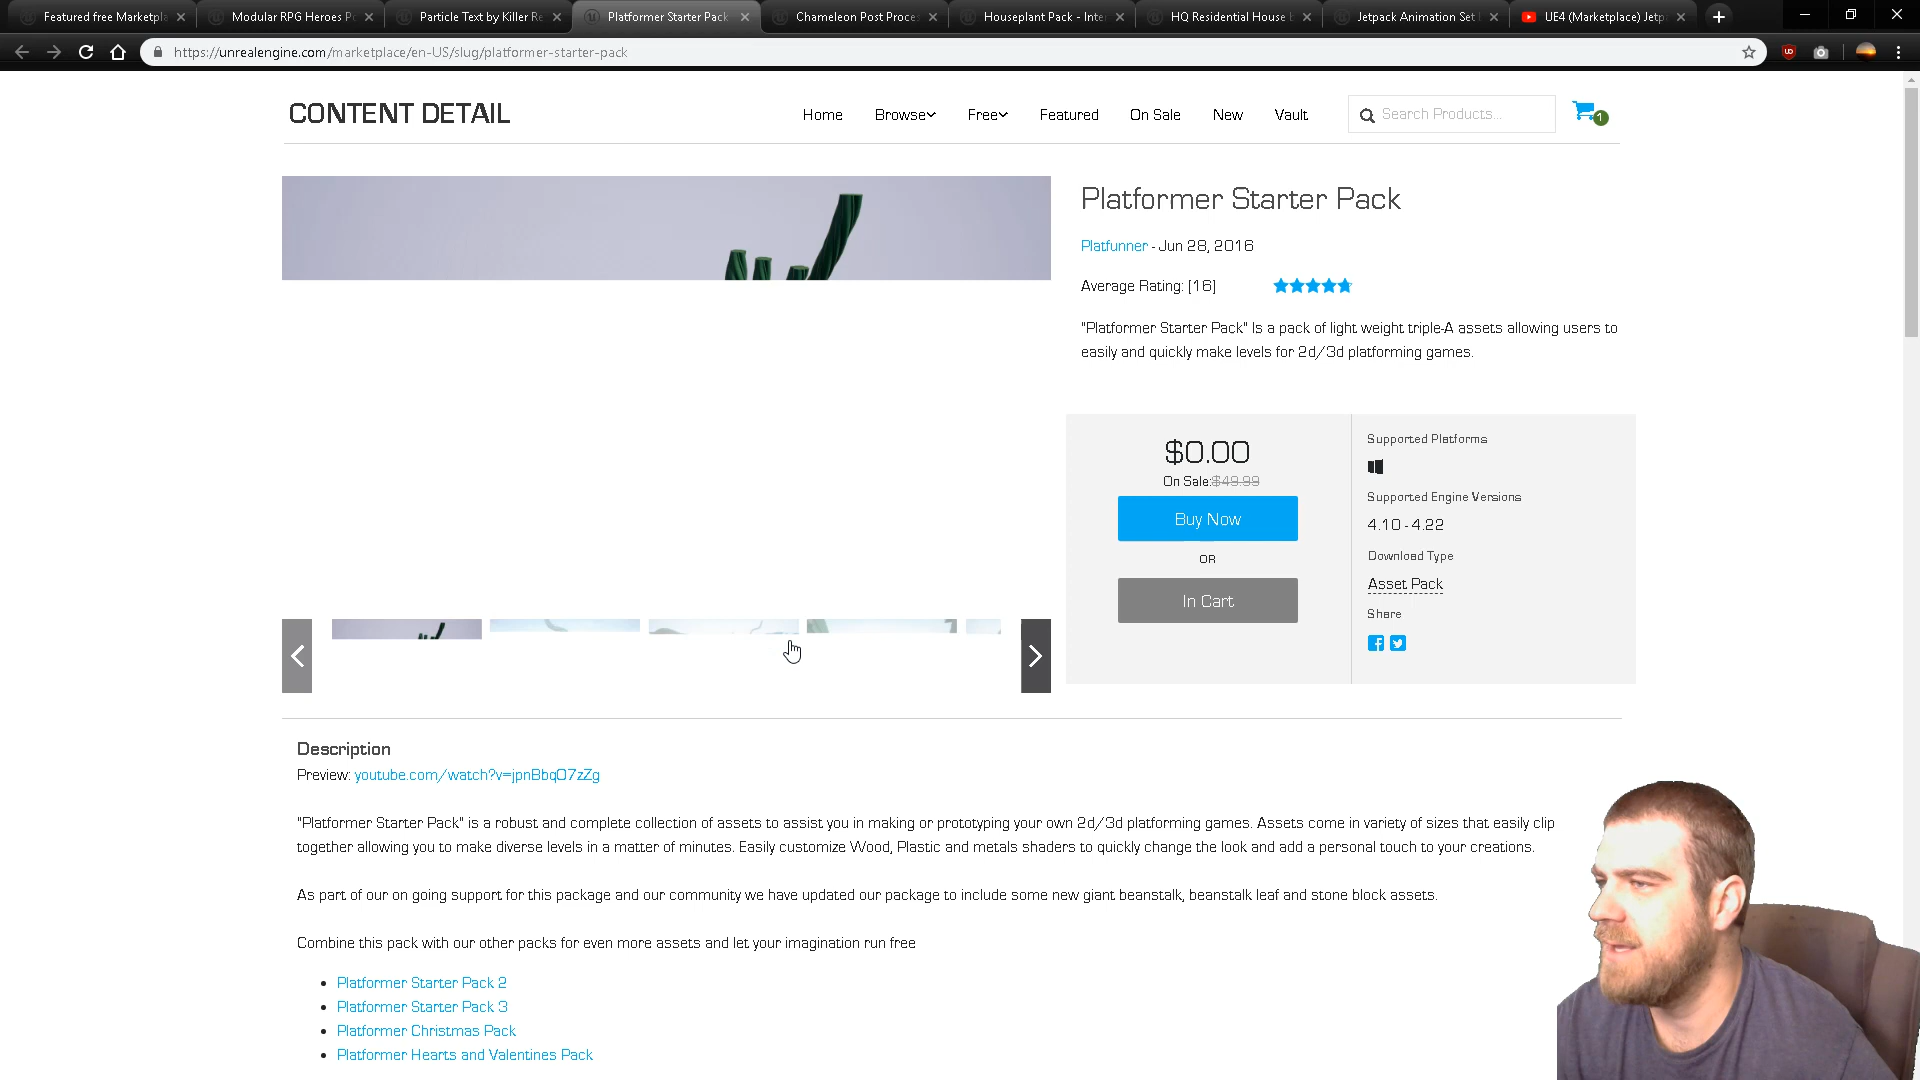 Featured free Marketpla
Modular RPG Heroes Po
Particle Text by Killer Re
Platformer Starter Pack
Chameleon Post Proces
Houseplant Pack - Inter
HQ Residential House b
Jetpack Animation Set b
UE4 (Marketplace) Jetp
https://unrealengine.com/marketplace/en-US/slug/platformer-starter-pack
CONTENT DETAIL
Home
Browse
Free
Featured
On Sale
New
Vault
Search Products...
1
Platformer Starter Pack
Platfunner - Jun 28, 2016
Average Rating: [16]
"Platformer Starter Pack" Is a pack of light weight triple-A assets allowing users to
easily and quickly make levels for 2d/3d platforming games.
$0.00
On Sale:$49.99
Buy Now
OR
In Cart
Supported Platforms
Supported Engine Versions
4.10 - 4.22
Download Type
Asset Pack
Share
Description
Preview: youtube.com/watch?v=jpnBbqO7zZg
"Platformer Starter Pack" is a robust and complete collection of assets to assist you in making or prototyping your own 2d/3d platforming games. Assets come in variety of sizes that easily clip
together allowing you to make diverse levels in a matter of minutes. Easily customize Wood, Plastic and metals shaders to quickly change the look and add a personal touch to your creations.
As part of our on going support for this package and our community we have updated our package to include some new giant beanstalk, beanstalk leaf and stone block assets.
Combine this pack with our other packs for even more assets and let your imagination run free
• Platformer Starter Pack 2
• Platformer Starter Pack 3
• Platformer Christmas Pack
• Platformer Hearts and Valentines Pack